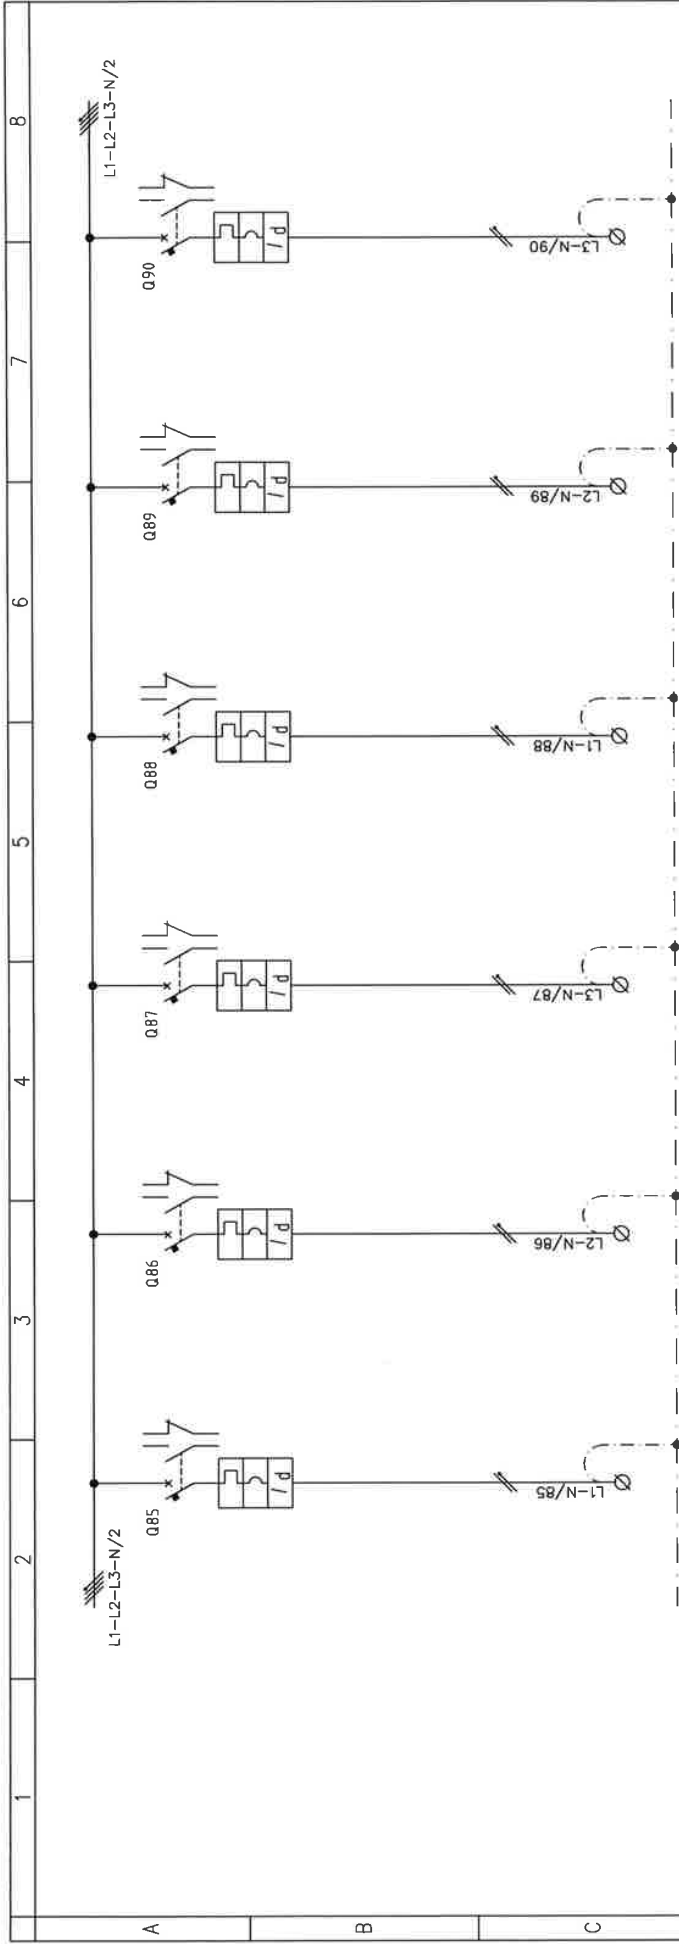 1 2 3 4 5 6 7 8
A
B
C
L1-L2-L3-N/2
L1-L2-L3-N/2
Q85
Q86
Q87
Q88
Q89
Q90
I d
I d
I d
I d
I d
I d
L1-N/85
L2-N/86
L3-N/87
L1-N/88
L2-N/89
L3-N/90